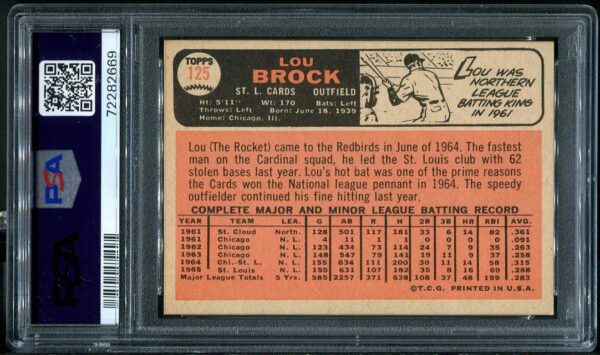 TOPPS
125
LOU
BROCK
ST. L. CARDS OUTFIELD
Ht: 5'11" Wt: 170 Bats: Left
Throws: Left Born: June 18, 1939
Home: Chicago, Ill.
LOU WAS
NORTHERN
LEAGUE
BATTING KING
IN 1961
Lou (The Rocket) came to the Redbirds in June of 1964. The fastest
man on the Cardinal squad, he led the St. Louis club with 62
stolen bases last year. Lou's hot bat was one of the prime reasons
the Cards won the National league pennant in 1964. The speedy
outfielder continued his fine hitting last year.
COMPLETE MAJOR AND MINOR LEAGUE BATTING RECORD
YEAR TEAM LEA. G AB R H 2B 3B HR RBI AVG.
1961 St. Cloud North. 128 501 117 181 33 6 14 82 .361
1961 Chicago N. L. 4 11 1 1 0 0 0 0 .091
1962 Chicago N. L. 123 434 73 114 24 7 9 35 .263
1963 Chicago N. L. 148 547 79 141 19 11 9 37 .258
1964 Chi.-St. L. N. L. 155 634 111 200 30 11 14 58 .315
1965 St. Louis N. L. 155 631 107 182 35 8 16 69 .288
Major League Totals 5 Yrs. 585 2257 371 638 108 37 48 199 .283
©T.C.G. PRINTED IN U.S.A.
72282669
PSA
PSA